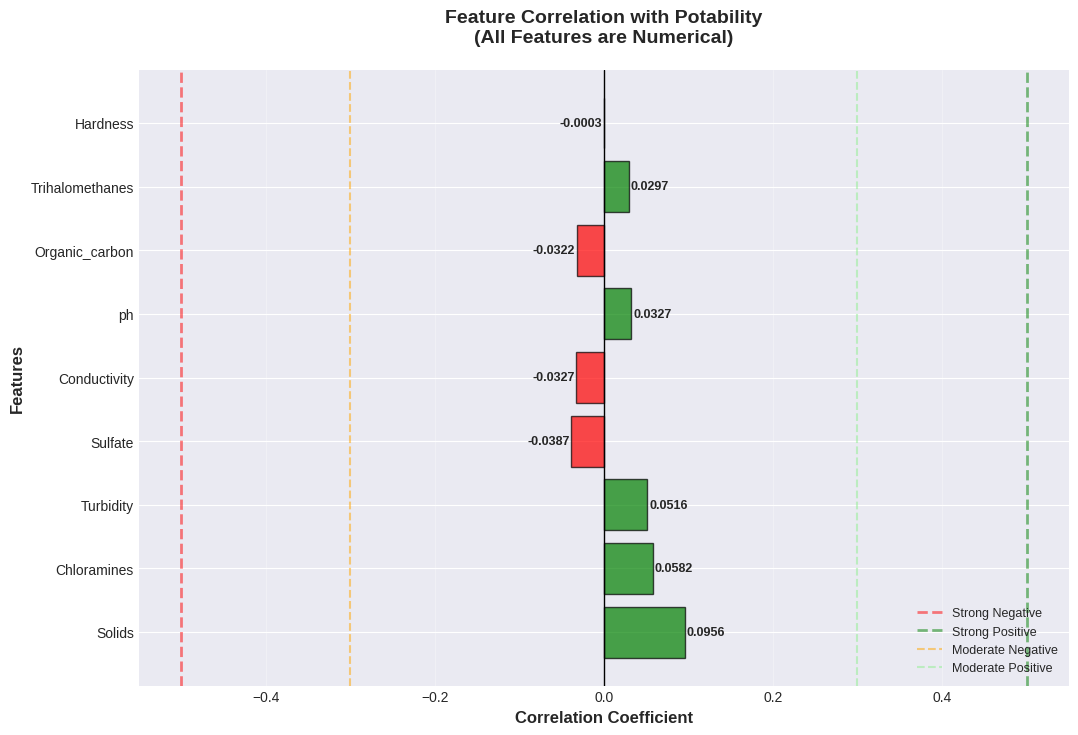 Feature Correlation with Potability
(All Features are Numerical)
Features
Hardness
-0.0003
Trihalomethanes
0.0297
Organic_carbon
-0.0322
ph
0.0327
Conductivity
-0.0327
Sulfate
-0.0387
Turbidity
0.0516
Chloramines
0.0582
Solids
0.0956
Strong Negative
Strong Positive
Moderate Negative
Moderate Positive
−0.4 −0.2 0.0 0.2 0.4
Correlation Coefficient